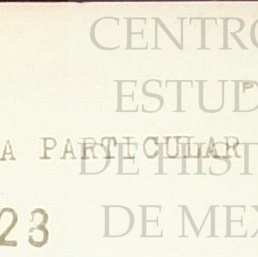 CENTRO
ESTUD
A PARTICULAR
DE HIST
23
DE MEX